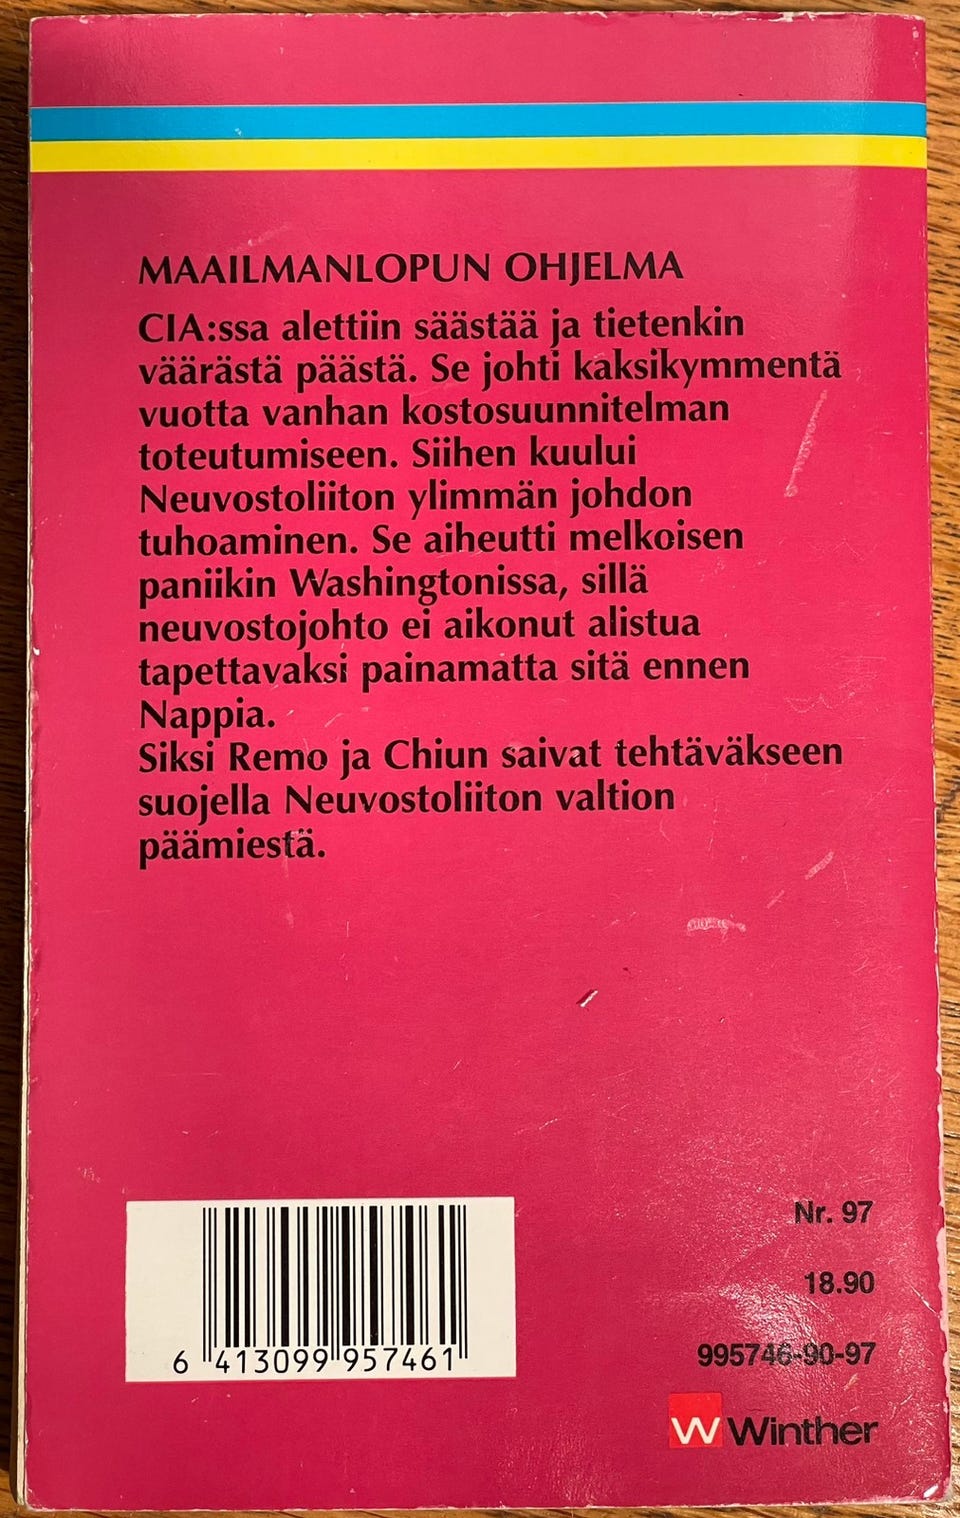 MAAILMANLOPUN OHJELMA
CIA:ssa alettiin säästää ja tietenkin
väärästä päästä. Se johti kaksikymmentä
vuotta vanhan kostosuunnitelman
toteutumiseen. Siihen kuului
Neuvostoliiton ylimmän johdon
tuhoaminen. Se aiheutti melkoisen
paniikin Washingtonissa, sillä
neuvostojohto ei aikonut alistua
tapettavaksi painamatta sitä ennen
Nappia.
Siksi Remo ja Chiun saivat tehtäväkseen
suojella Neuvostoliiton valtion
päämiestä.
6 413099 957461
Nr. 97
18.90
995746-90-97
W Winther